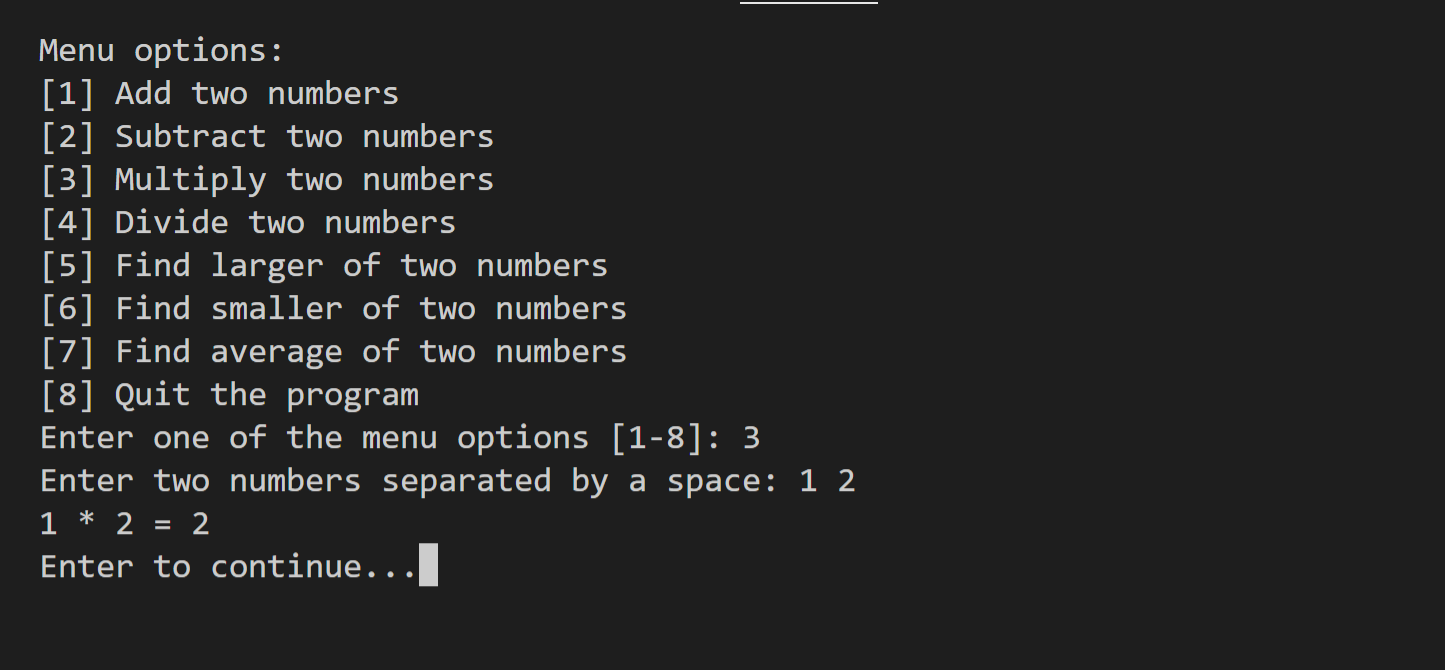 Menu options:
[1] Add two numbers
[2] Subtract two numbers
[3] Multiply two numbers
[4] Divide two numbers
[5] Find larger of two numbers
[6] Find smaller of two numbers
[7] Find average of two numbers
[8] Quit the program
Enter one of the menu options [1-8]: 3
Enter two numbers separated by a space: 1 2
1 * 2 = 2
Enter to continue...